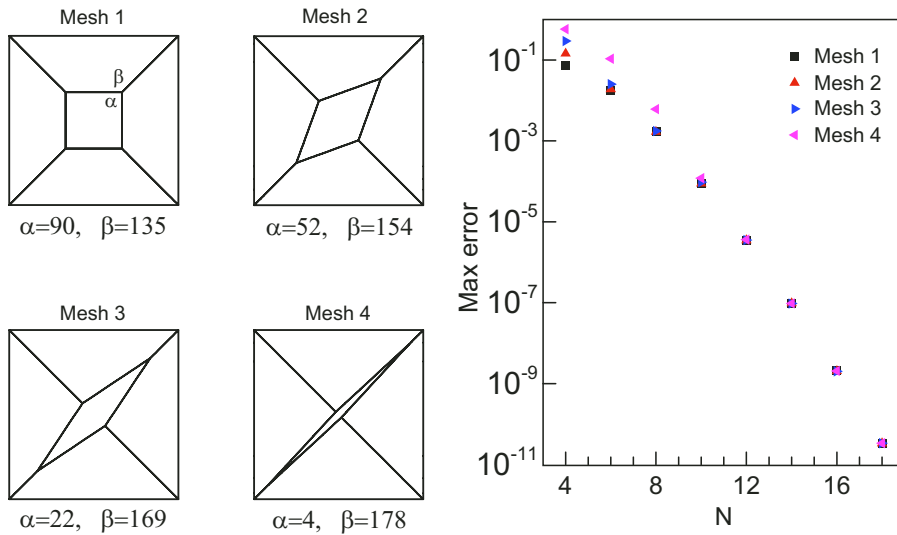 Mesh 1
β
α
α=90, β=135
Mesh 2
α=52, β=154
Mesh 3
α=22, β=169
Mesh 4
α=4, β=178
Max error
10-1
10-3
10-5
10-7
10-9
10-11
4
8
12
16
N
Mesh 1
Mesh 2
Mesh 3
Mesh 4